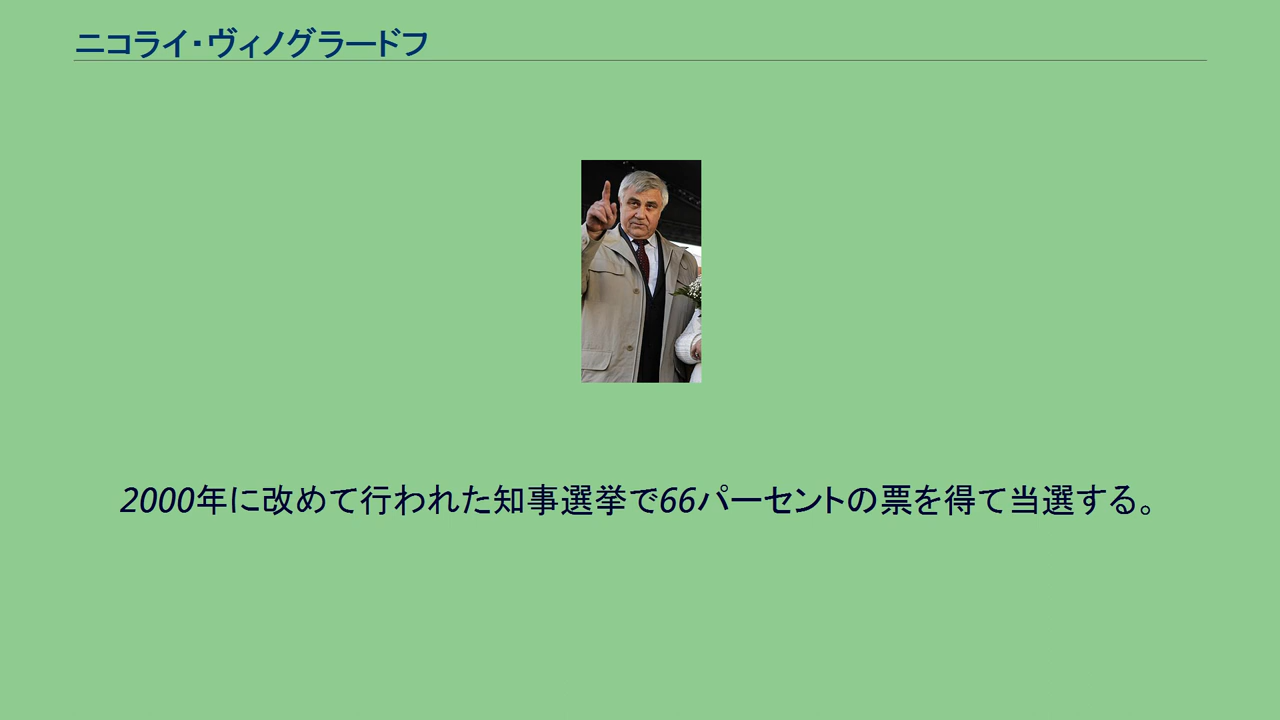 ニコライ・ヴィノグラードフ
2000年に改めて行われた知事選挙で66パーセントの票を得て当選する。